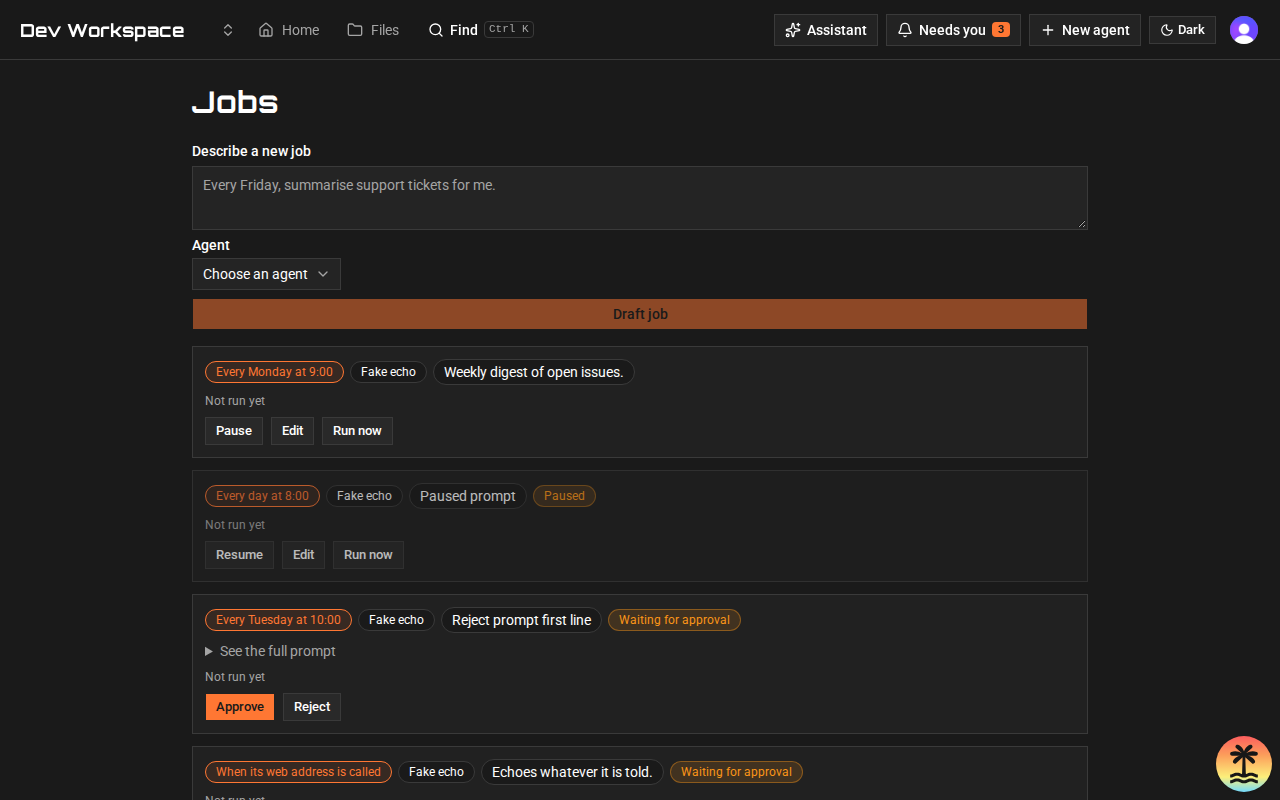 Dev Workspace Home Files Find Ctrl K Assistant Needs you 3 New agent Dark
Jobs
Describe a new job
Every Friday, summarise support tickets for me.
Agent
Choose an agent
Draft job
Every Monday at 9:00 Fake echo Weekly digest of open issues.
Not run yet
Pause Edit Run now
Every day at 8:00 Fake echo Paused prompt Paused
Not run yet
Resume Edit Run now
Every Tuesday at 10:00 Fake echo Reject prompt first line Waiting for approval
See the full prompt
Not run yet
Approve Reject
When its web address is called Fake echo Echoes whatever it is told. Waiting for approval
Not run yet